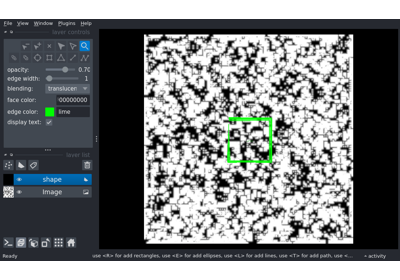 File View Window Plugins Help
layer controls
opacity: 0.70
edge width: 1
blending: translucen
face color: 00000000
edge color: lime
display text:
layer list
shape
Image
Ready
use <R> for add rectangles, use <E> for add ellipses, use <L> for add lines, use <T> for add path, use <...
activity